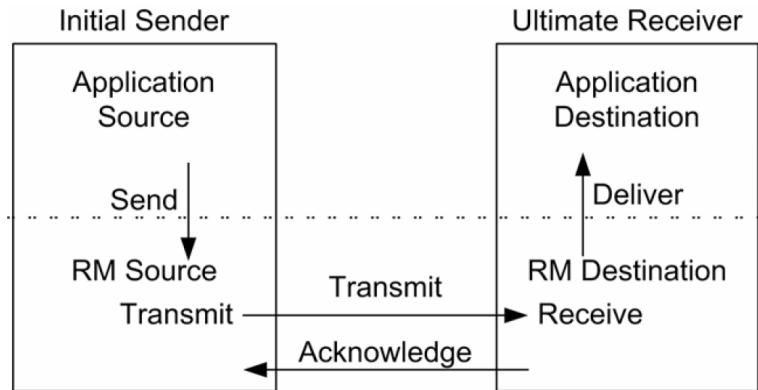 Initial Sender
Ultimate Receiver
Application
Source
Application
Destination
Send
Deliver
RM Source
RM Destination
Transmit
Transmit
Receive
Acknowledge